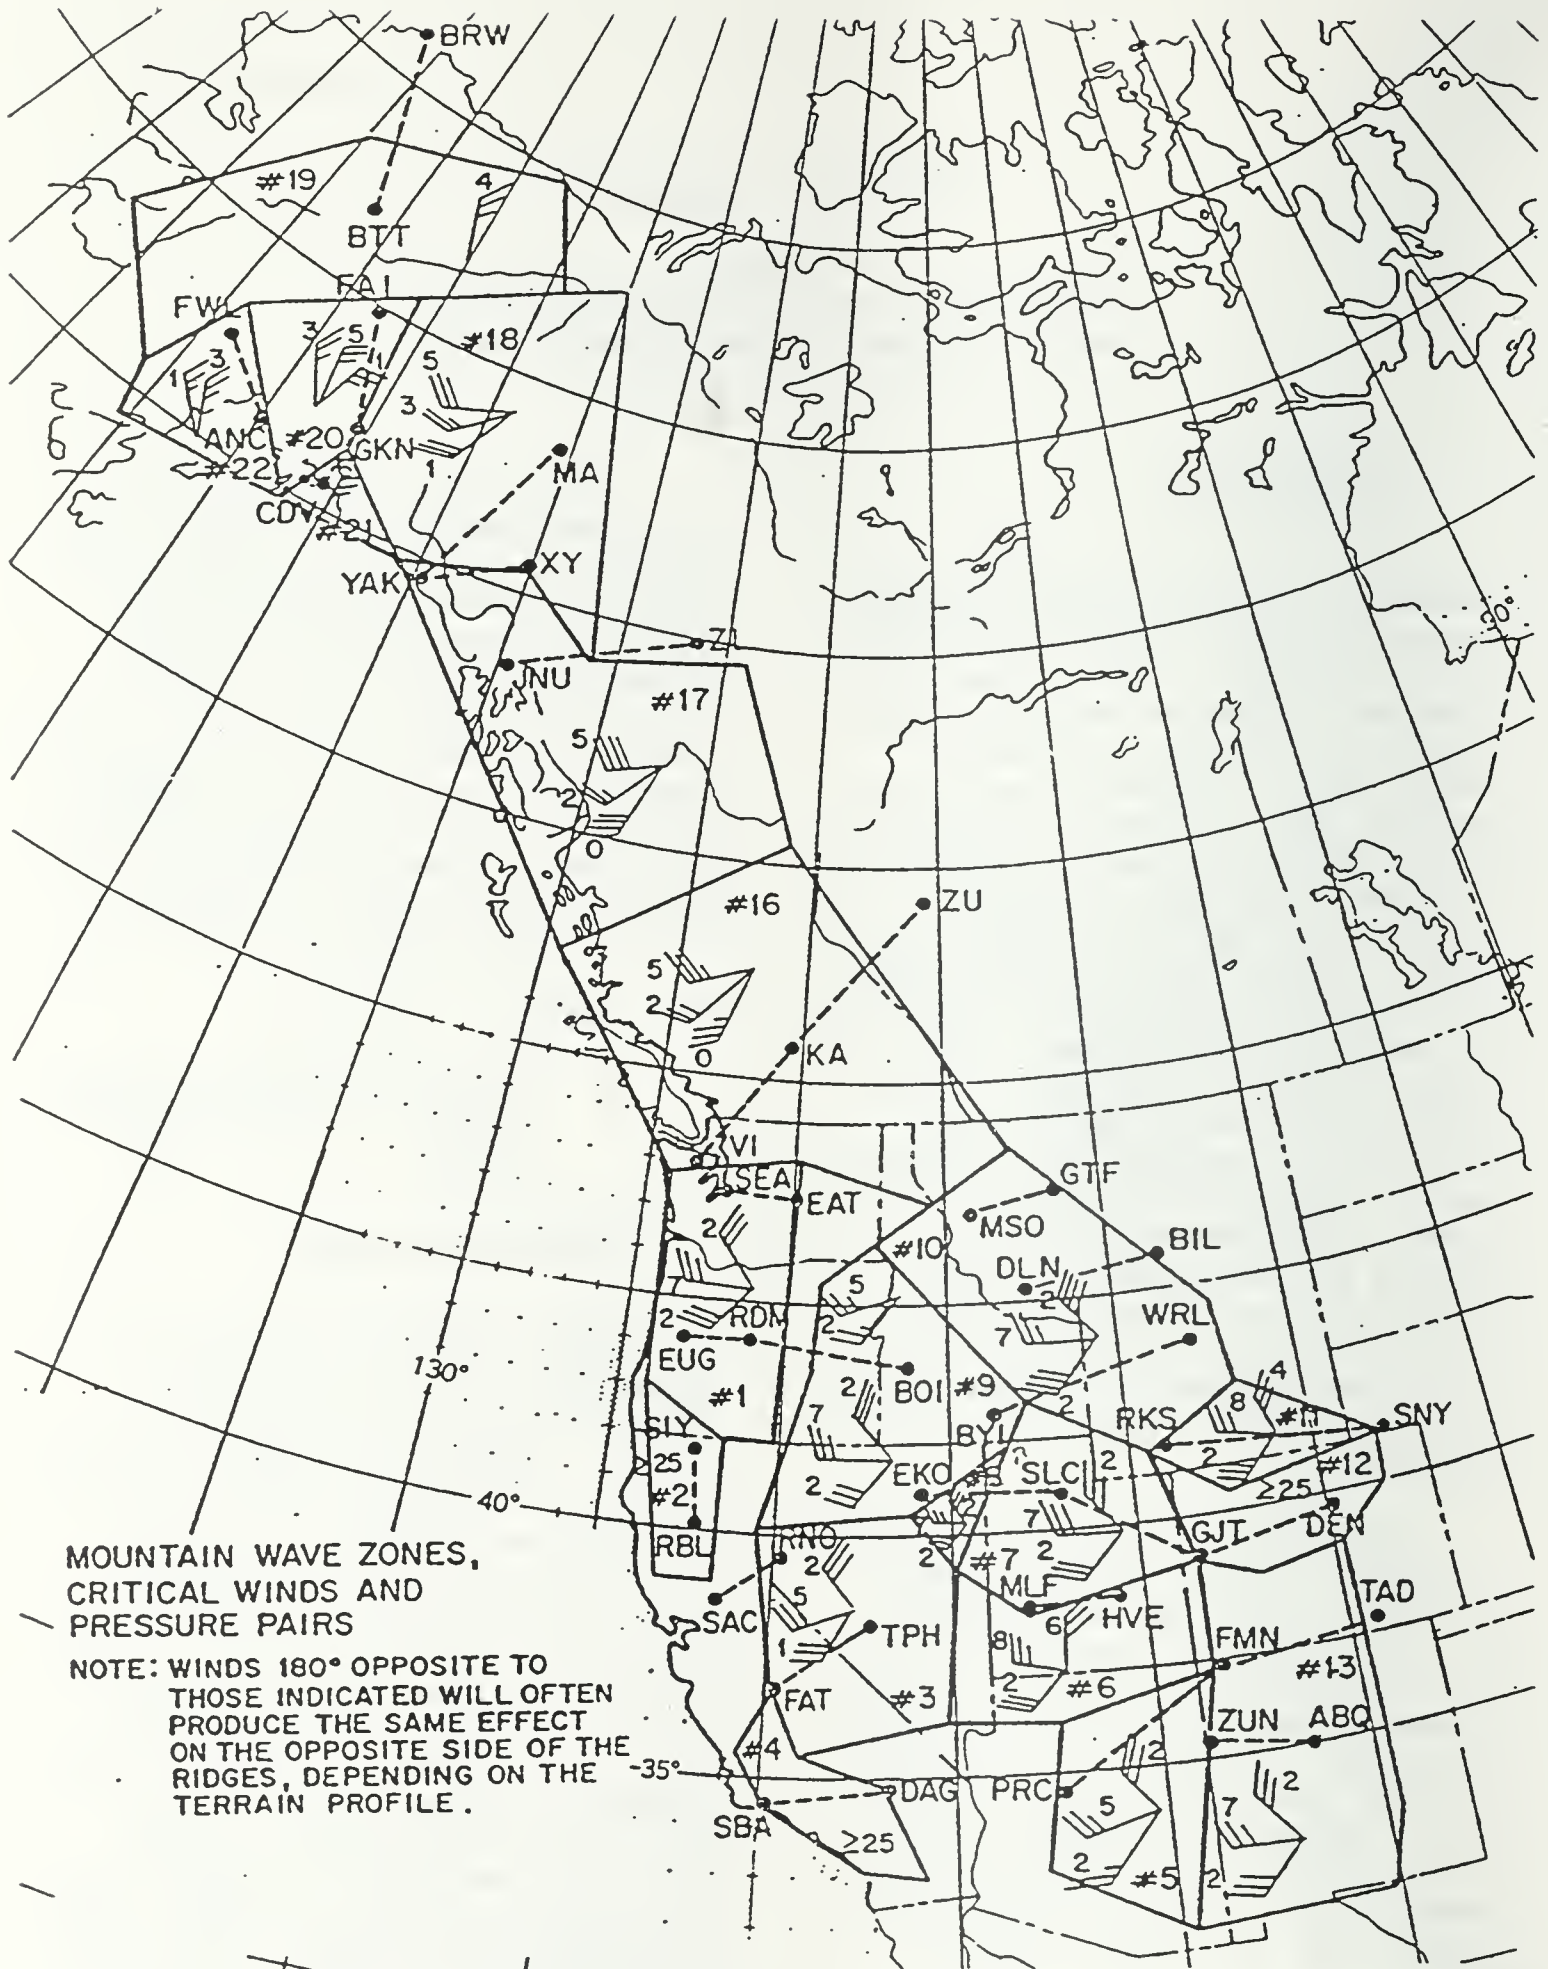 BRW
#19
4
BTT
FAI
FWL
3
5
1
#18
3
1
5
3
1
ANC
#20
GKN
#22
MA
CDV
#21
YAK
XY
JNU
#17
5
2
0
#16
ZU
5
2
0
KA
VI
SEA
EAT
GTF
MSO
#10
BIL
DLN
2
2
5
2
7
WRL
2
RDM
EUG
130°
BOI
#9
2
#1
4
8
#11
SNY
RKS
BYI
2
SIY
7
25
#2
2
EKO
SLC
2
2
#12
≥25
40°
7
RBL
RNO
2
#7
2
GJT
DEN
MOUNTAIN WAVE ZONES,
CRITICAL WINDS AND
PRESSURE PAIRS
2
MLF
HVE
TAD
5
SAC
TPH
6
8
FMN
1
2
#6
#13
FAT
#3
NOTE: WINDS 180° OPPOSITE TO
THOSE INDICATED WILL OFTEN
PRODUCE THE SAME EFFECT
ON THE OPPOSITE SIDE OF THE
RIDGES, DEPENDING ON THE
TERRAIN PROFILE.
ZUN
ABQ
#4
2
35°
DAG
PRC
2
5
7
SBA
≥25
2
#5
2